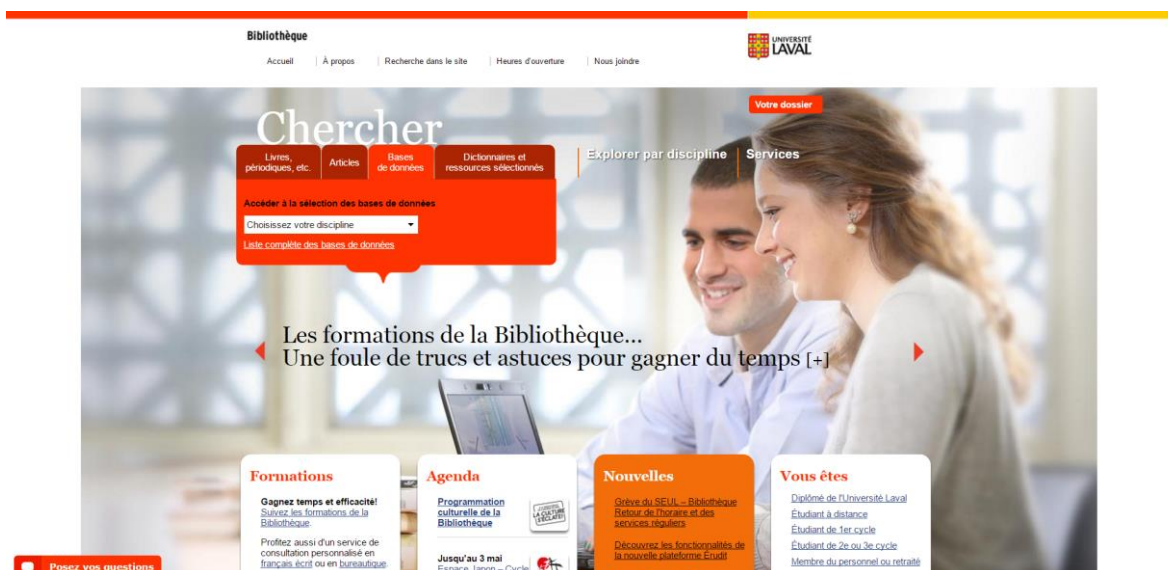 Bibliothèque
UNIVERSITÉ
LAVAL
Accueil | À propos | Recherche dans le site | Heures d'ouverture | Nous joindre
Votre dossier
Chercher
Livres,
périodiques, etc.
Articles
Bases
de données
Dictionnaires et
ressources sélectionnés
Explorer par discipline
Services
Accéder à la sélection des bases de données
Choisissez votre discipline
Liste complète des bases de données
Les formations de la Bibliothèque...
Une foule de trucs et astuces pour gagner du temps [+]
Formations
Gagnez temps et efficacité!
Suivez les formations de la
Bibliothèque.
Profitez aussi d'un service de
consultation personnalisé en
français écrit ou en bureautique.
Agenda
Programmation
culturelle de la
Bibliothèque
LA CULTURE
S'ÉCLATE!
Jusqu'au 3 mai
Espace Japon – Cycle
Nouvelles
Grève du SEUL – Bibliothèque
Retour de l'horaire et des
services réguliers
Découvrez les fonctionnalités de
la nouvelle plateforme Érudit
Vous êtes
Diplômé de l'Université Laval
Étudiant à distance
Étudiant de 1er cycle
Étudiant de 2e ou 3e cycle
Membre du personnel ou retraité
Posez vos questions